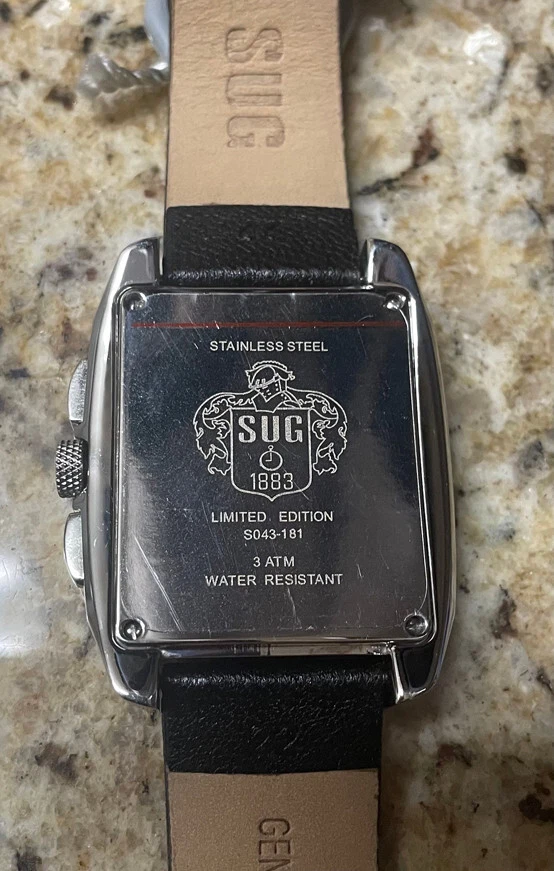 SUG
STAINLESS STEEL
SUG
1883
LIMITED EDITION
S043-181
3 ATM
WATER RESISTANT
GEN